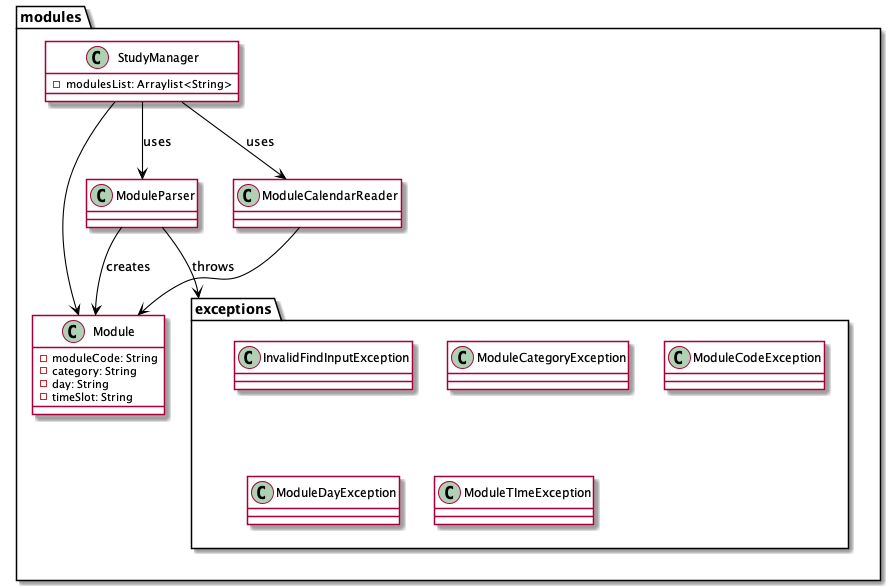 modules
C StudyManager
modulesList: Arraylist<String>
uses
uses
C ModuleParser
C ModuleCalendarReader
creates
throws
C Module
moduleCode: String
category: String
day: String
timeSlot: String
exceptions
C InvalidFindInputException
C ModuleCategoryException
C ModuleCodeException
C ModuleDayException
C ModuleTImeException